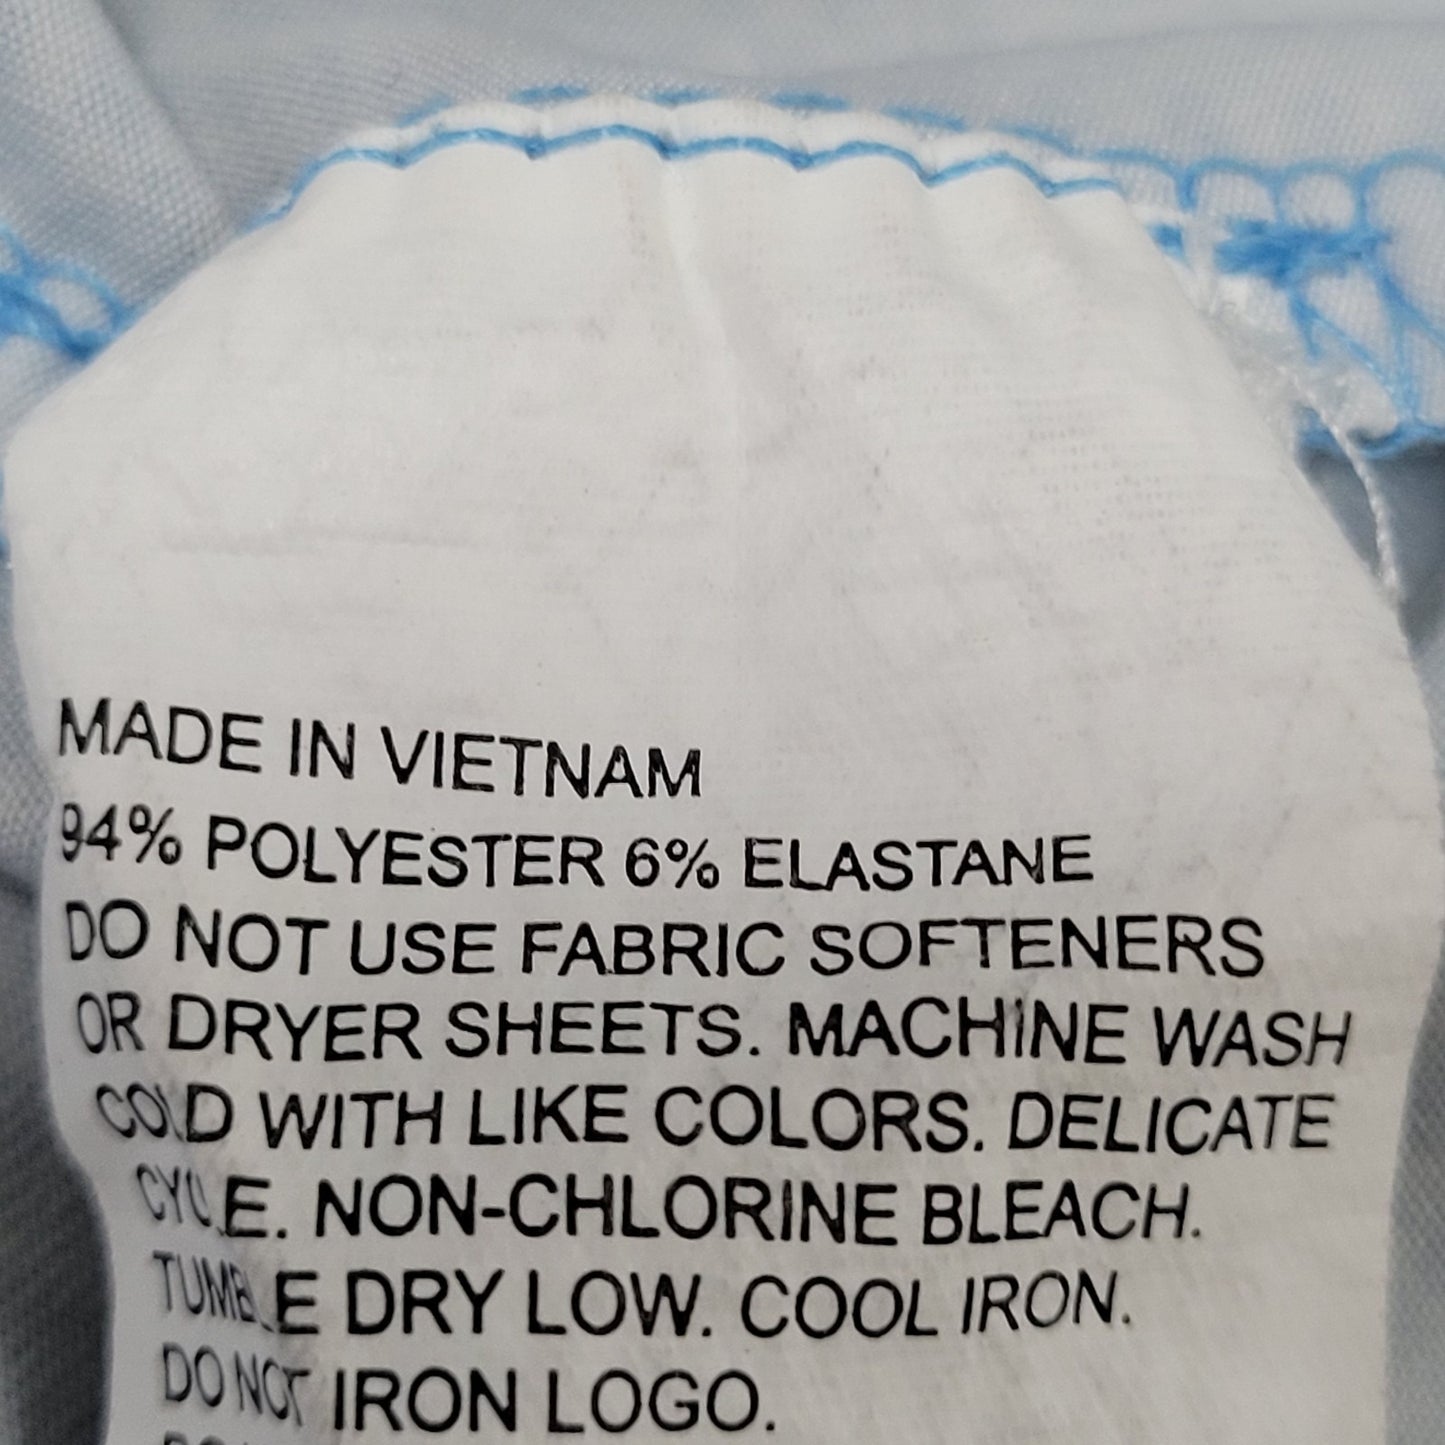 MADE IN VIETNAM
94% POLYESTER 6% ELASTANE
DO NOT USE FABRIC SOFTENERS
OR DRYER SHEETS. MACHINE WASH
COLD WITH LIKE COLORS. DELICATE
CYCLE. NON-CHLORINE BLEACH.
TUMBLE DRY LOW. COOL IRON.
DO NOT IRON LOGO.